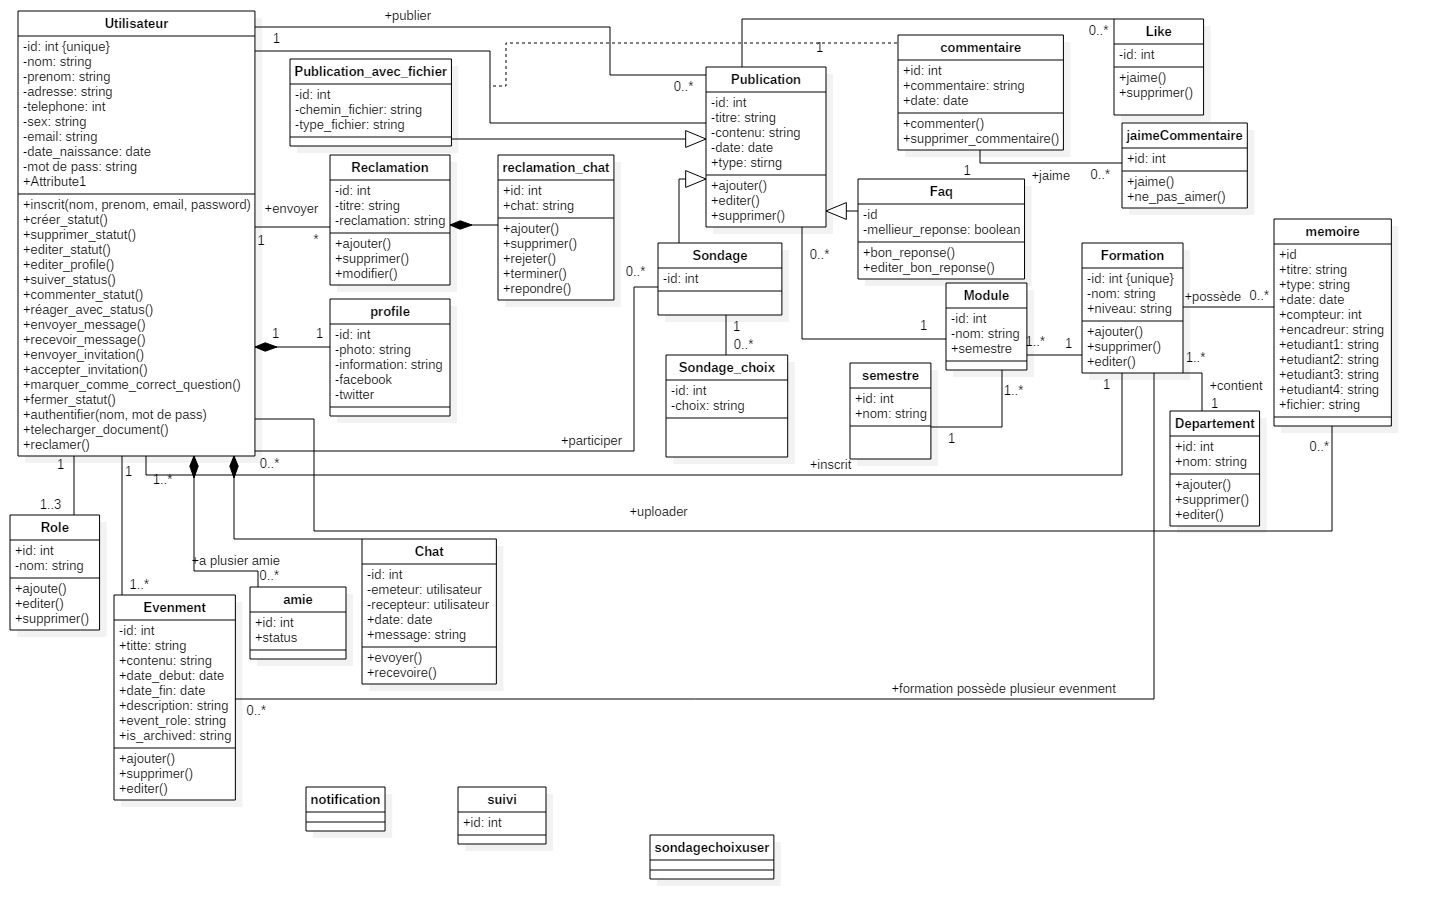 Utilisateur
-id: int {unique}
-nom: string
-prenom: string
-adresse: string
-telephone: int
-sex: string
-email: string
-date_naissance: date
-mot de pass: string
+Attribute1
+inscrit(nom, prenom, email, password)
+créer_statut()
+supprimer_statut()
+editer_statut()
+editer_profile()
+suiver_status()
+commenter_statut()
+réager_avec_status()
+envoyer_message()
+recevoir_message()
+envoyer_invitation()
+accepter_invitation()
+marquer_comme_correct_question()
+fermer_statut()
+authentifier(nom, mot de pass)
+telecharger_document()
+reclamer()
+publier
1
0..*
Publication_avec_fichier
-id: int
-chemin_fichier: string
-type_fichier: string
Publication
-id: int
-titre: string
-contenu: string
-date: date
+type: stirng
+ajouter()
+editer()
+supprimer()
1
commentaire
+id: int
+commentaire: string
+date: date
+commenter()
+supprimer_commentaire()
0..*
Like
-id: int
+jaime()
+supprimer()
1
+jaime
0..*
jaimeCommentaire
+id: int
+jaime()
+ne_pas_aimer()
+envoyer
1
*
Reclamation
-id: int
-titre: string
-reclamation: string
+ajouter()
+supprimer()
+modifier()
reclamation_chat
+id: int
+chat: string
+ajouter()
+supprimer()
+rejeter()
+terminer()
+repondre()
Faq
-id
-mellieur_reponse: boolean
+bon_reponse()
+editer_bon_reponse()
1
1
profile
-id: int
-photo: string
-information: string
-facebook
-twitter
0..*
Sondage
-id: int
1
0..*
Sondage_choix
-id: int
-choix: string
+participer
0..*
0..*
1
Module
-id: int
-nom: string
+semestre
1..*
1
1..*
1
semestre
+id: int
+nom: string
Formation
-id: int {unique}
-nom: string
+niveau: string
+ajouter()
+supprimer()
+editer()
+possède
0..*
memoire
+id
+titre: string
+type: string
+date: date
+compteur: int
+encadreur: string
+etudiant1: string
+etudiant2: string
+etudiant3: string
+etudiant4: string
+fichier: string
1..*
+contient
1
Departement
+id: int
+nom: string
+ajouter()
+supprimer()
+editer()
1
+inscrit
1..*
+uploader
0..*
1
1..3
Role
+id: int
-nom: string
+ajoute()
+editer()
+supprimer()
1
1..*
Evenment
-id: int
+titte: string
+contenu: string
+date_debut: date
+date_fin: date
+description: string
+event_role: string
+is_archived: string
+ajouter()
+supprimer()
+editer()
+a plusier amie
0..*
amie
+id: int
+status
Chat
-id: int
-emeteur: utilisateur
-recepteur: utilisateur
+date: date
+message: string
+evoyer()
+recevoire()
+formation possède plusieur evenment
0..*
notification
suivi
+id: int
sondagechoixuser